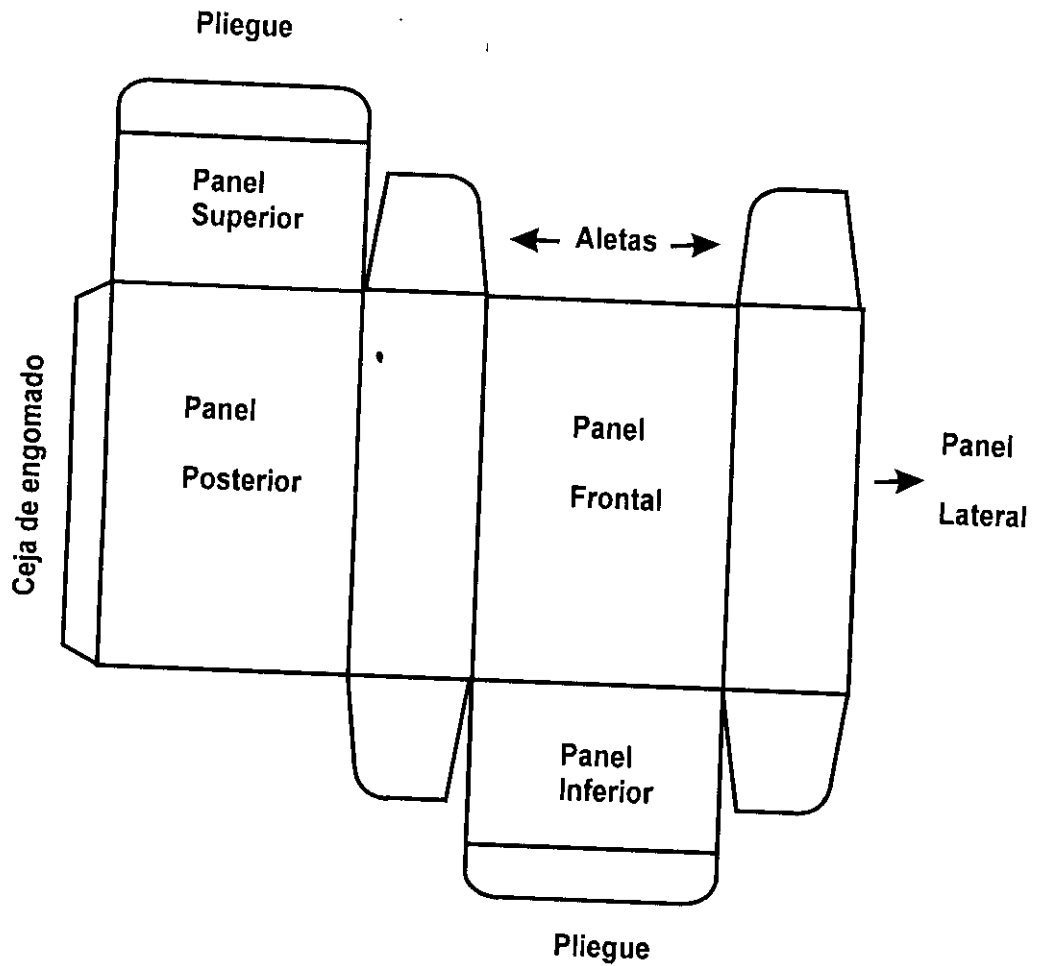 Pliegue
Panel
Superior
Aletas
Ceja de engomado
Panel
Posterior
Panel
Frontal
Panel
Lateral
Panel
Inferior
Pliegue